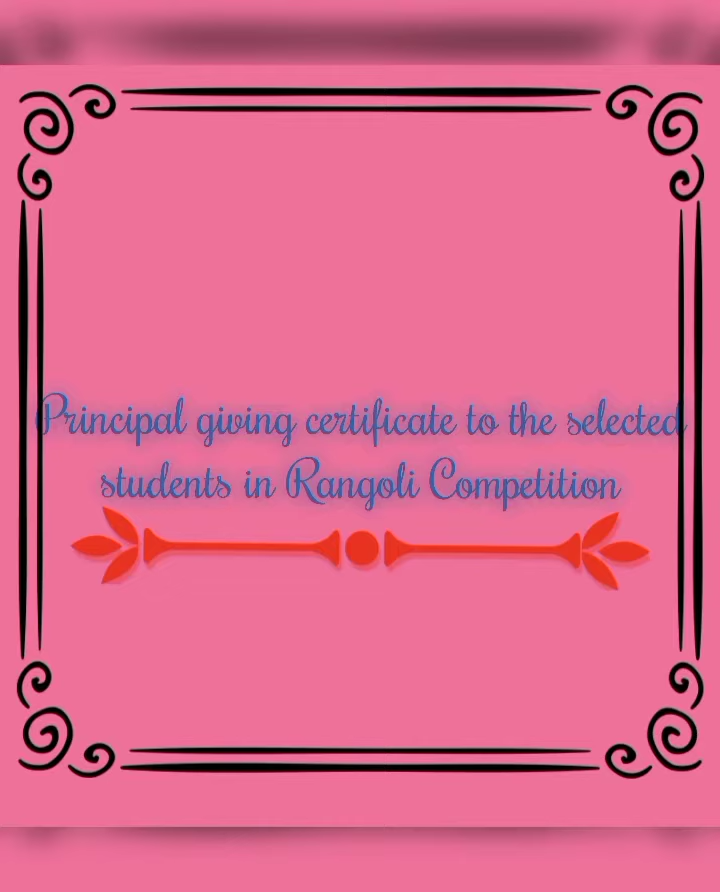 Principal giving certificate to the selected
students in Rangoli Competition